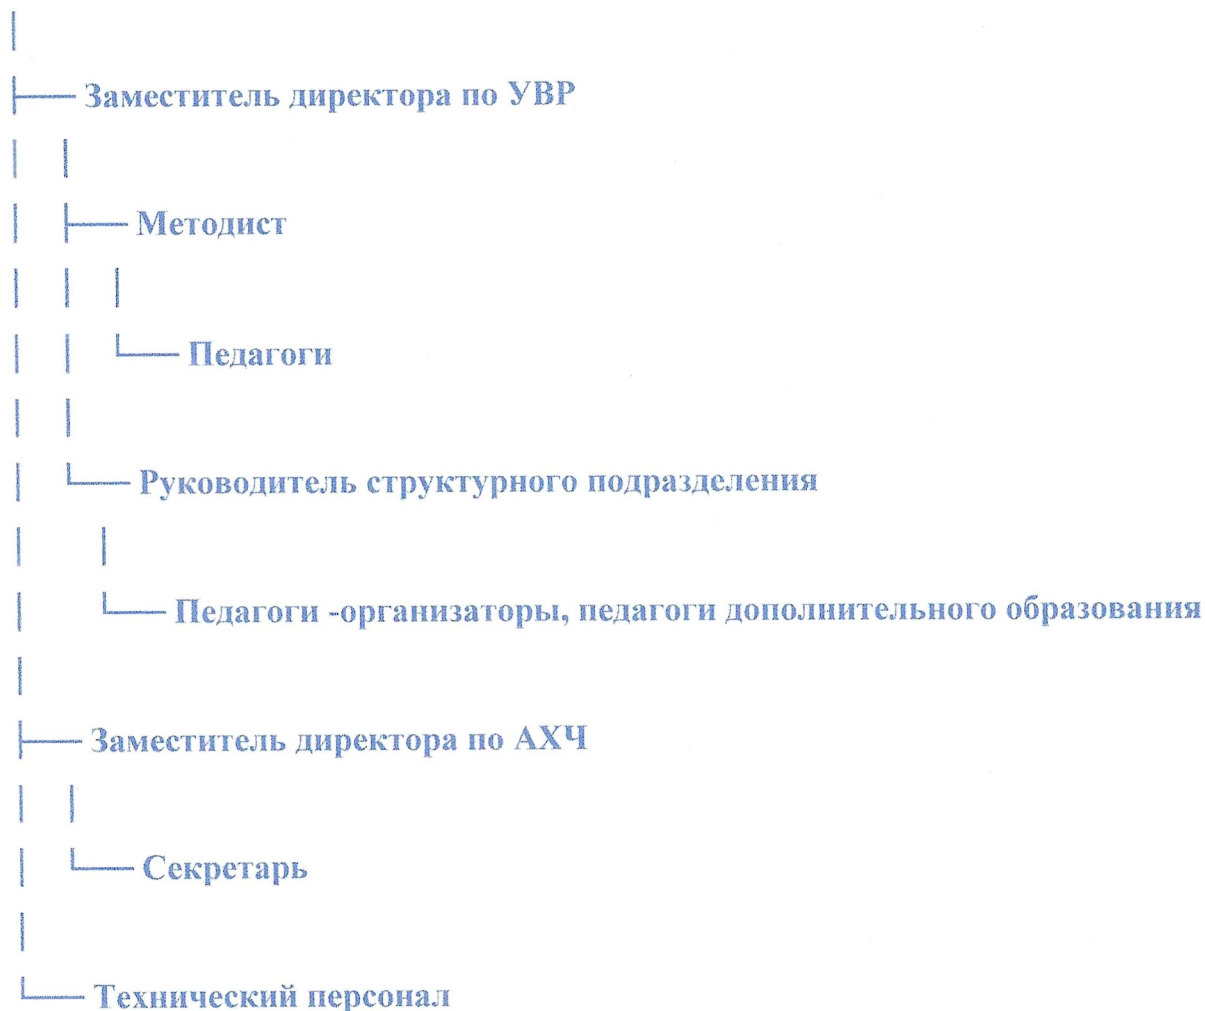 Заместитель директора по УВР
Методист
Педагоги
Руководитель структурного подразделения
Педагоги -организаторы, педагоги дополнительного образования
Заместитель директора по АХЧ
Секретарь
Технический персонал